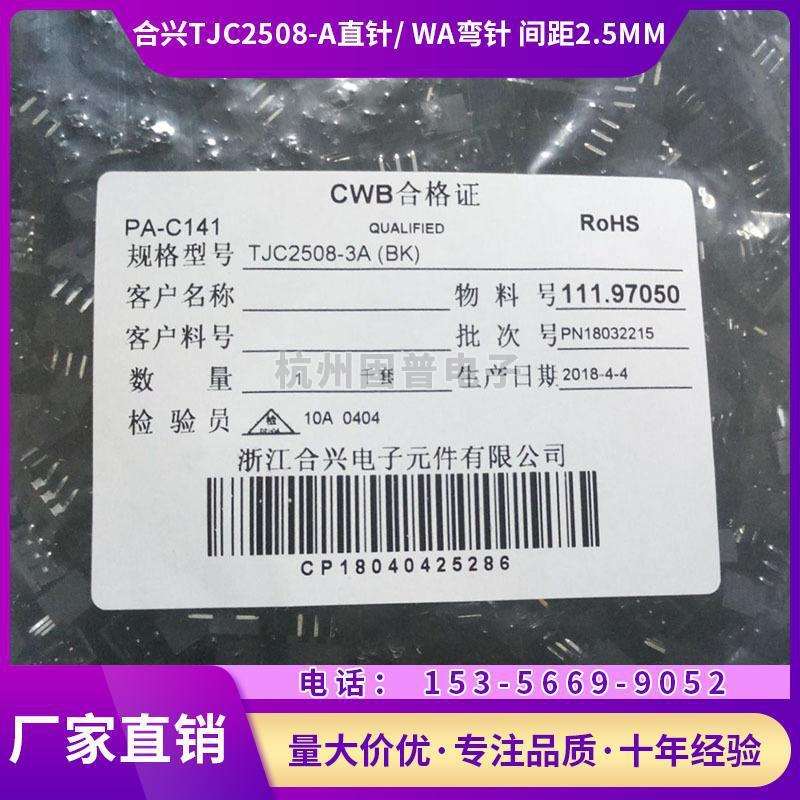 合兴TJC2508-A直针/ WA弯针 间距2.5MM
CWB合格证
PA-C141 QUALIFIED RoHS
规格型号 TJC2508-3A (BK)
客户名称 物料号 111.97050
客户料号 批次号 PN18032215
杭州固普电子
数量 1 千套 生产日期 2018-4-4
检验员 检 10A 0404
浙江合兴电子元件有限公司
CP18040425286
电话： 153-5669-9052
厂家直销
量大价优·专注品质·十年经验